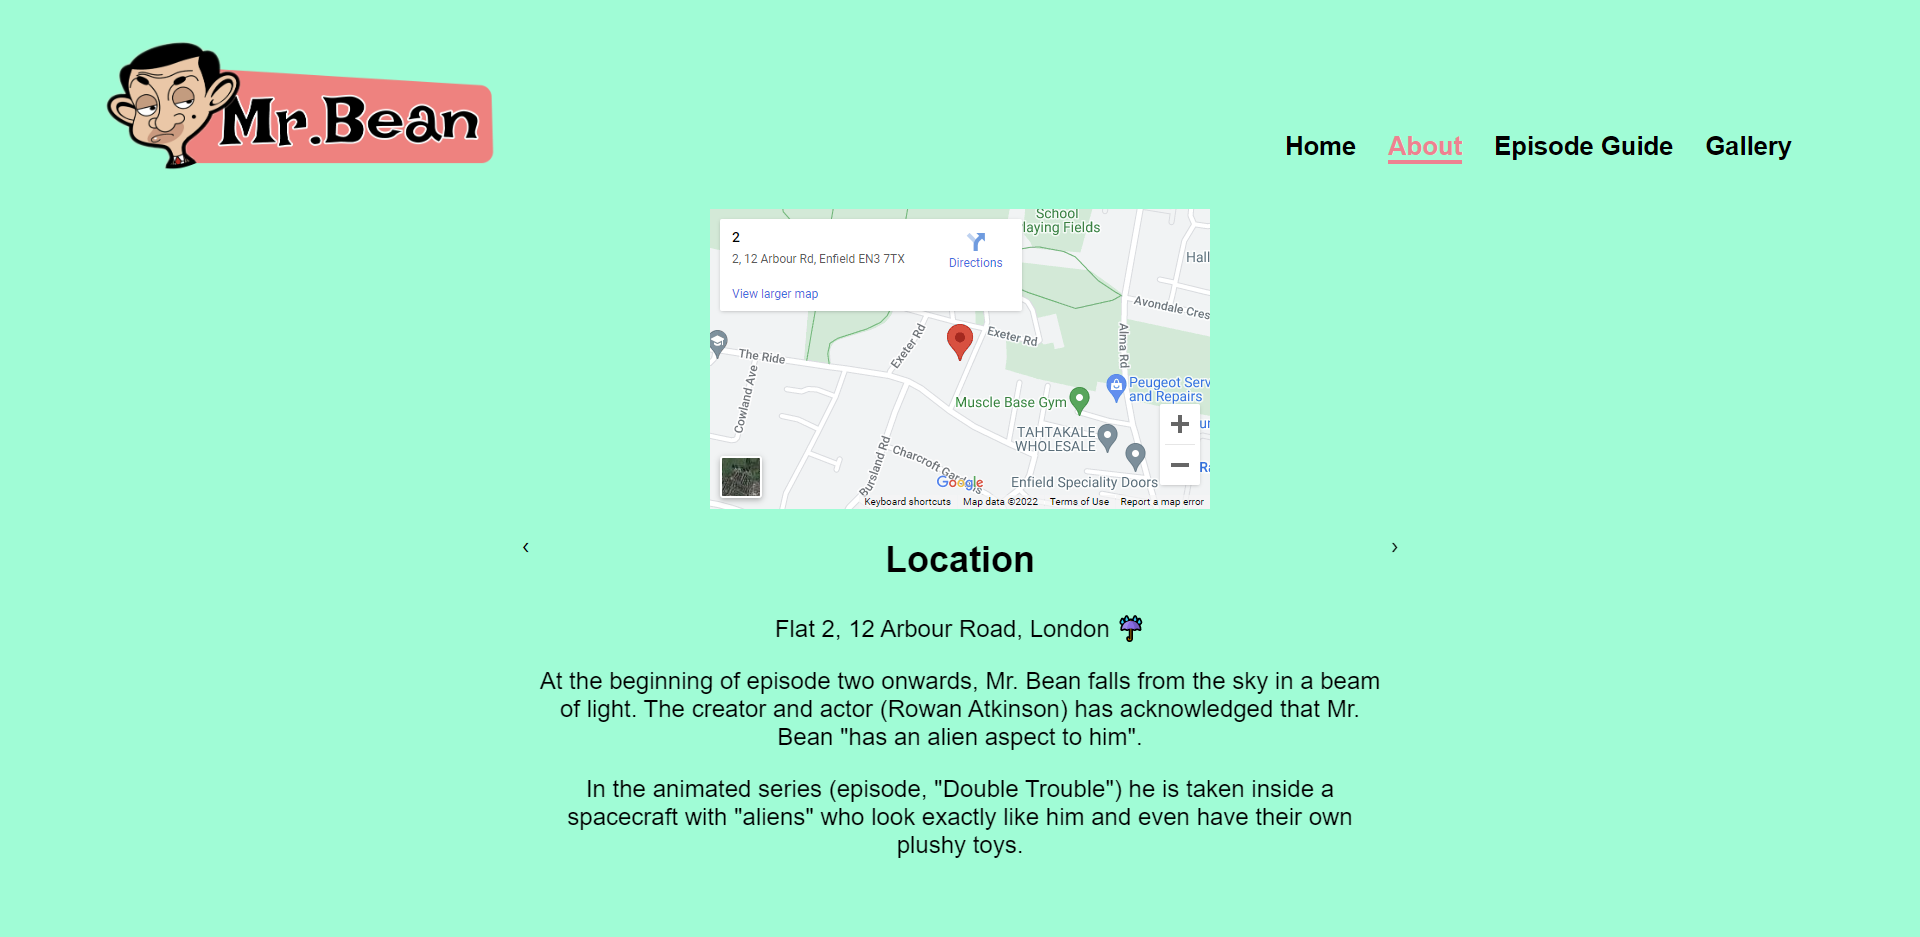 Mr. Bean
Home About Episode Guide Gallery
2
2, 12 Arbour Rd, Enfield EN3 7TX
Directions
View larger map
School
laying Fields
Hall
Avondale Cres
Exeter Rd
Exeter Rd
Alma Rd
The Ride
Cowland Ave
Peugeot Serv
and Repairs
Muscle Base Gym
TAHTAKALE
WHOLESALE
Bursland Rd
Charcroft Gardens
Google
Enfield Speciality Doors
Keyboard shortcuts Map data ©2022 Terms of Use Report a map error
‹ ›
Location
Flat 2, 12 Arbour Road, London
At the beginning of episode two onwards, Mr. Bean falls from the sky in a beam
of light. The creator and actor (Rowan Atkinson) has acknowledged that Mr.
Bean "has an alien aspect to him".
In the animated series (episode, "Double Trouble") he is taken inside a
spacecraft with "aliens" who look exactly like him and even have their own
plushy toys.